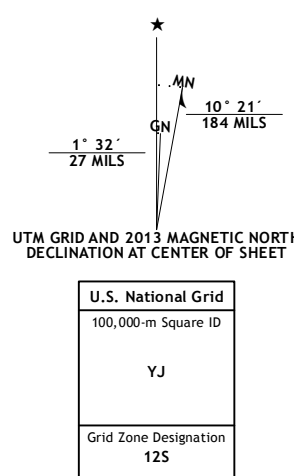 ★
MN
GN
10° 21´
184 MILS
1° 32´
27 MILS
UTM GRID AND 2013 MAGNETIC NORTH
DECLINATION AT CENTER OF SHEET
U.S. National Grid
100,000-m Square ID
YJ
Grid Zone Designation
12S